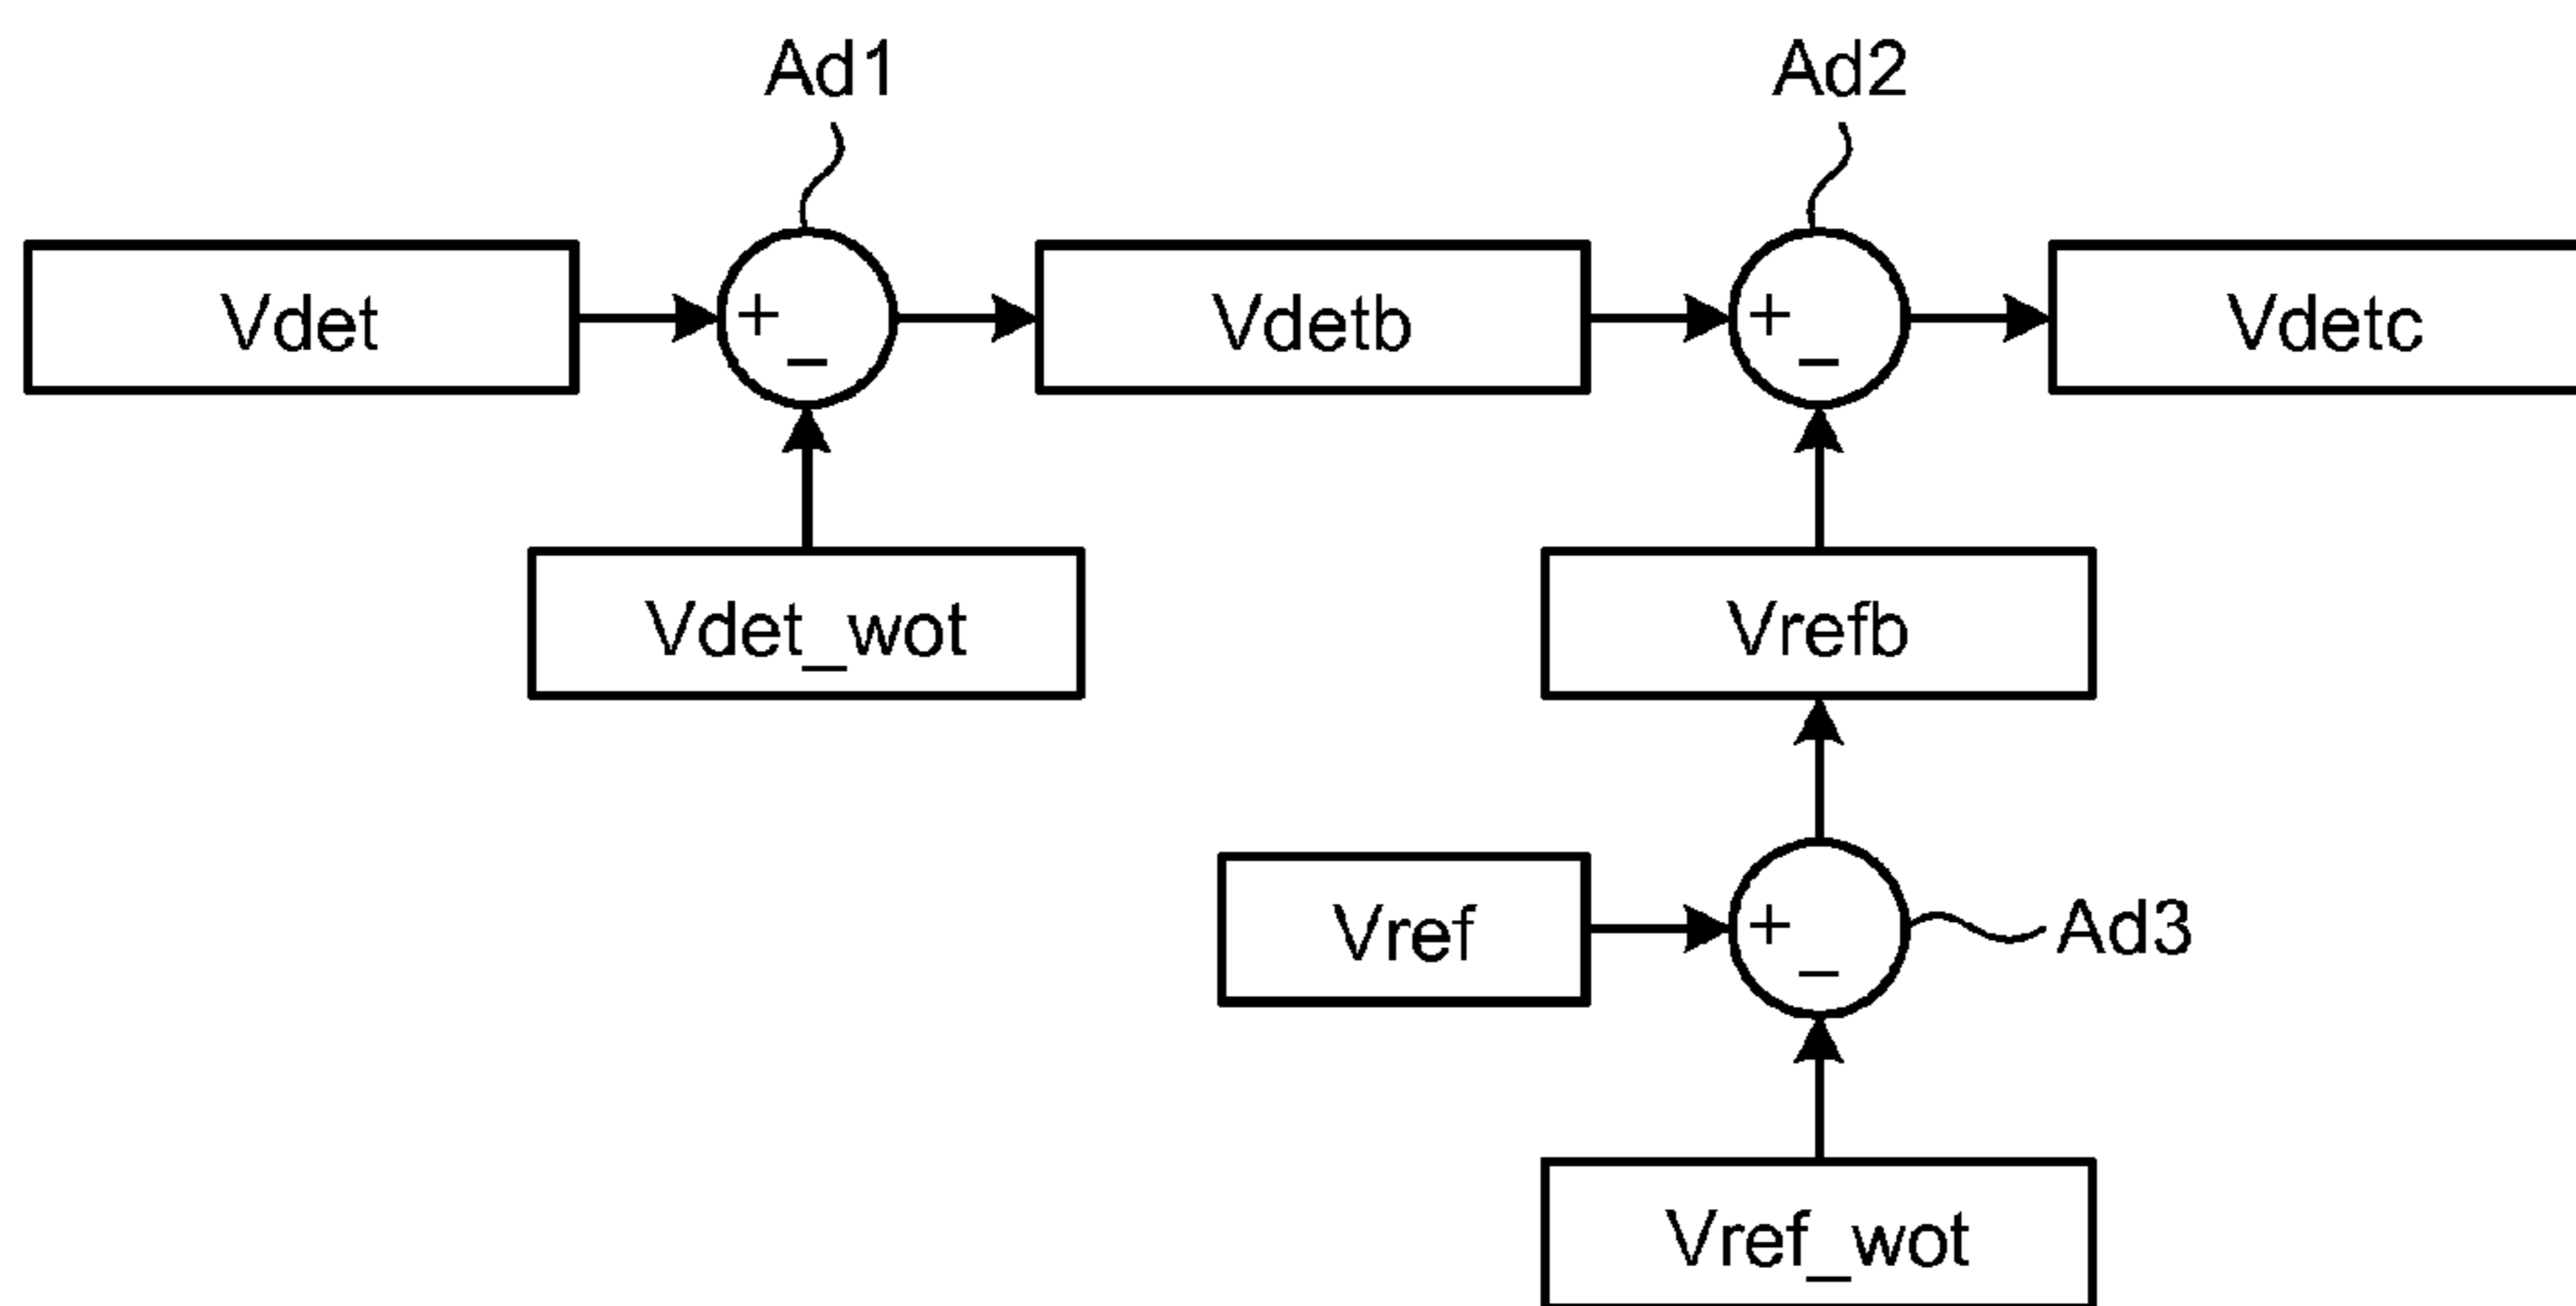 Ad1
Ad2
Vdet
+
−
Vdetb
+
−
Vdetc
Vdet_wot
Vrefb
Vref
+
−
Ad3
Vref_wot